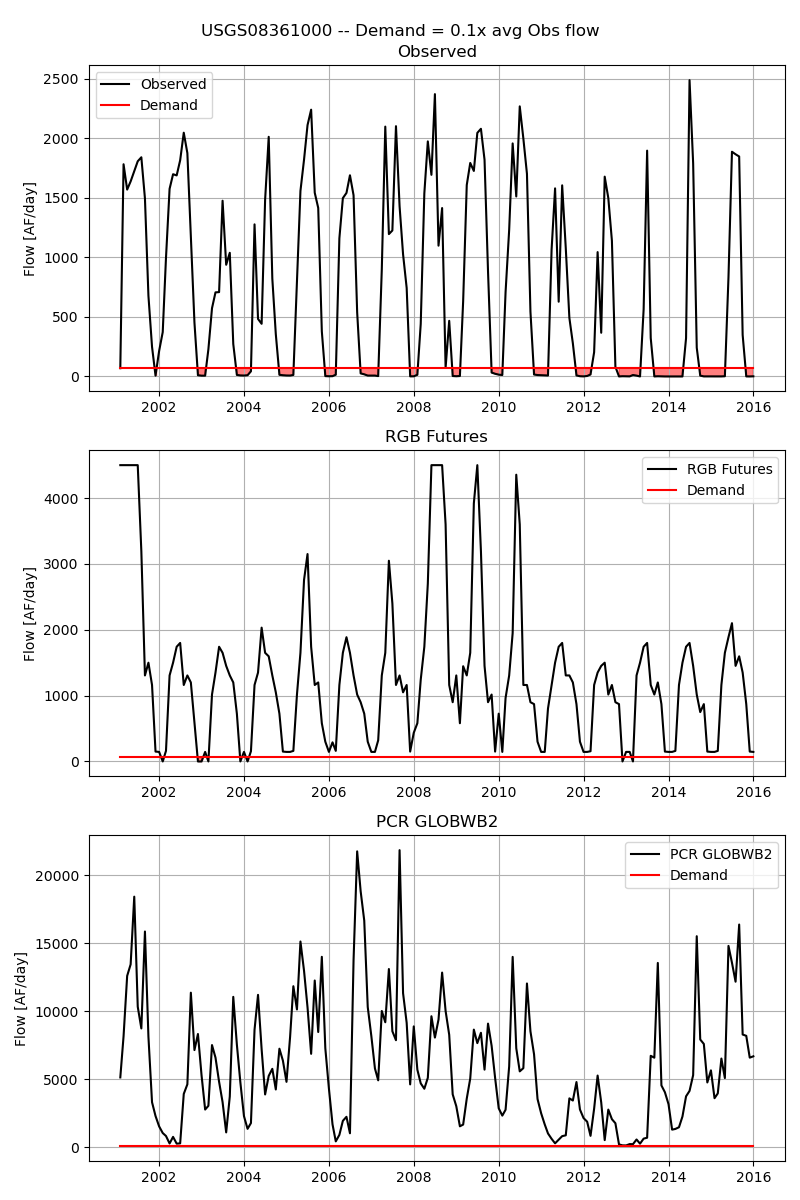 USGS08361000 -- Demand = 0.1x avg Obs flow
Observed
Flow [AF/day]
2500
2000
1500
1000
500
0
Observed
Demand
2002 2004 2006 2008 2010 2012 2014 2016
RGB Futures
Flow [AF/day]
4000
3000
2000
1000
0
RGB Futures
Demand
2002 2004 2006 2008 2010 2012 2014 2016
PCR GLOBWB2
Flow [AF/day]
20000
15000
10000
5000
0
PCR GLOBWB2
Demand
2002 2004 2006 2008 2010 2012 2014 2016